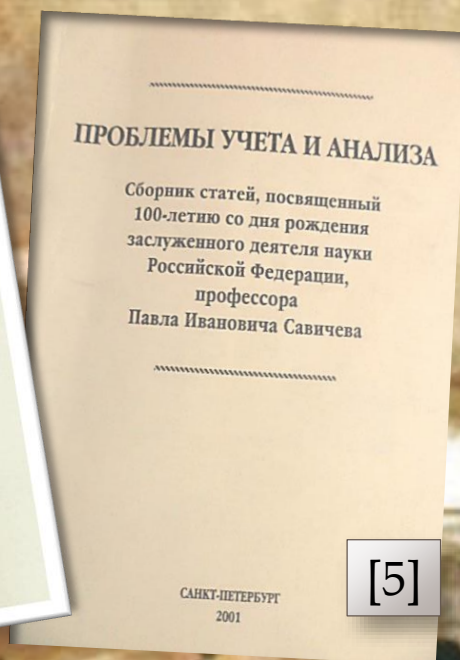 ПРОБЛЕМЫ УЧЕТА И АНАЛИЗА
Сборник статей, посвященный
100-летию со дня рождения
заслуженного деятеля науки
Российской Федерации,
профессора
Павла Ивановича Савичева
САНКТ-ПЕТЕРБУРГ
2001
[5]